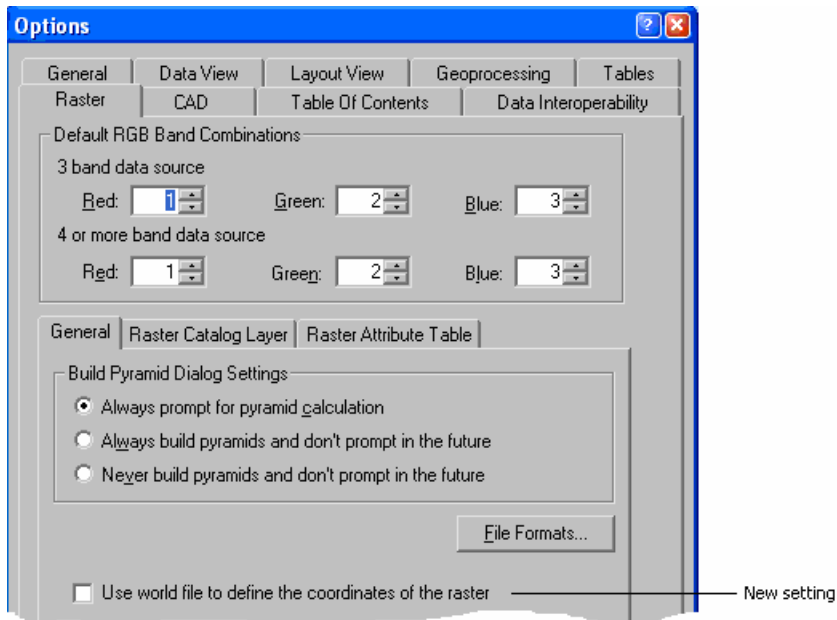 Options
General Data View Layout View Geoprocessing Tables
Raster CAD Table Of Contents Data Interoperability
Default RGB Band Combinations
3 band data source
Red: 1 Green: 2 Blue: 3
4 or more band data source
Red: 1 Green: 2 Blue: 3
General Raster Catalog Layer Raster Attribute Table
Build Pyramid Dialog Settings
Always prompt for pyramid calculation
Always build pyramids and don't prompt in the future
Never build pyramids and don't prompt in the future
File Formats...
Use world file to define the coordinates of the raster New setting